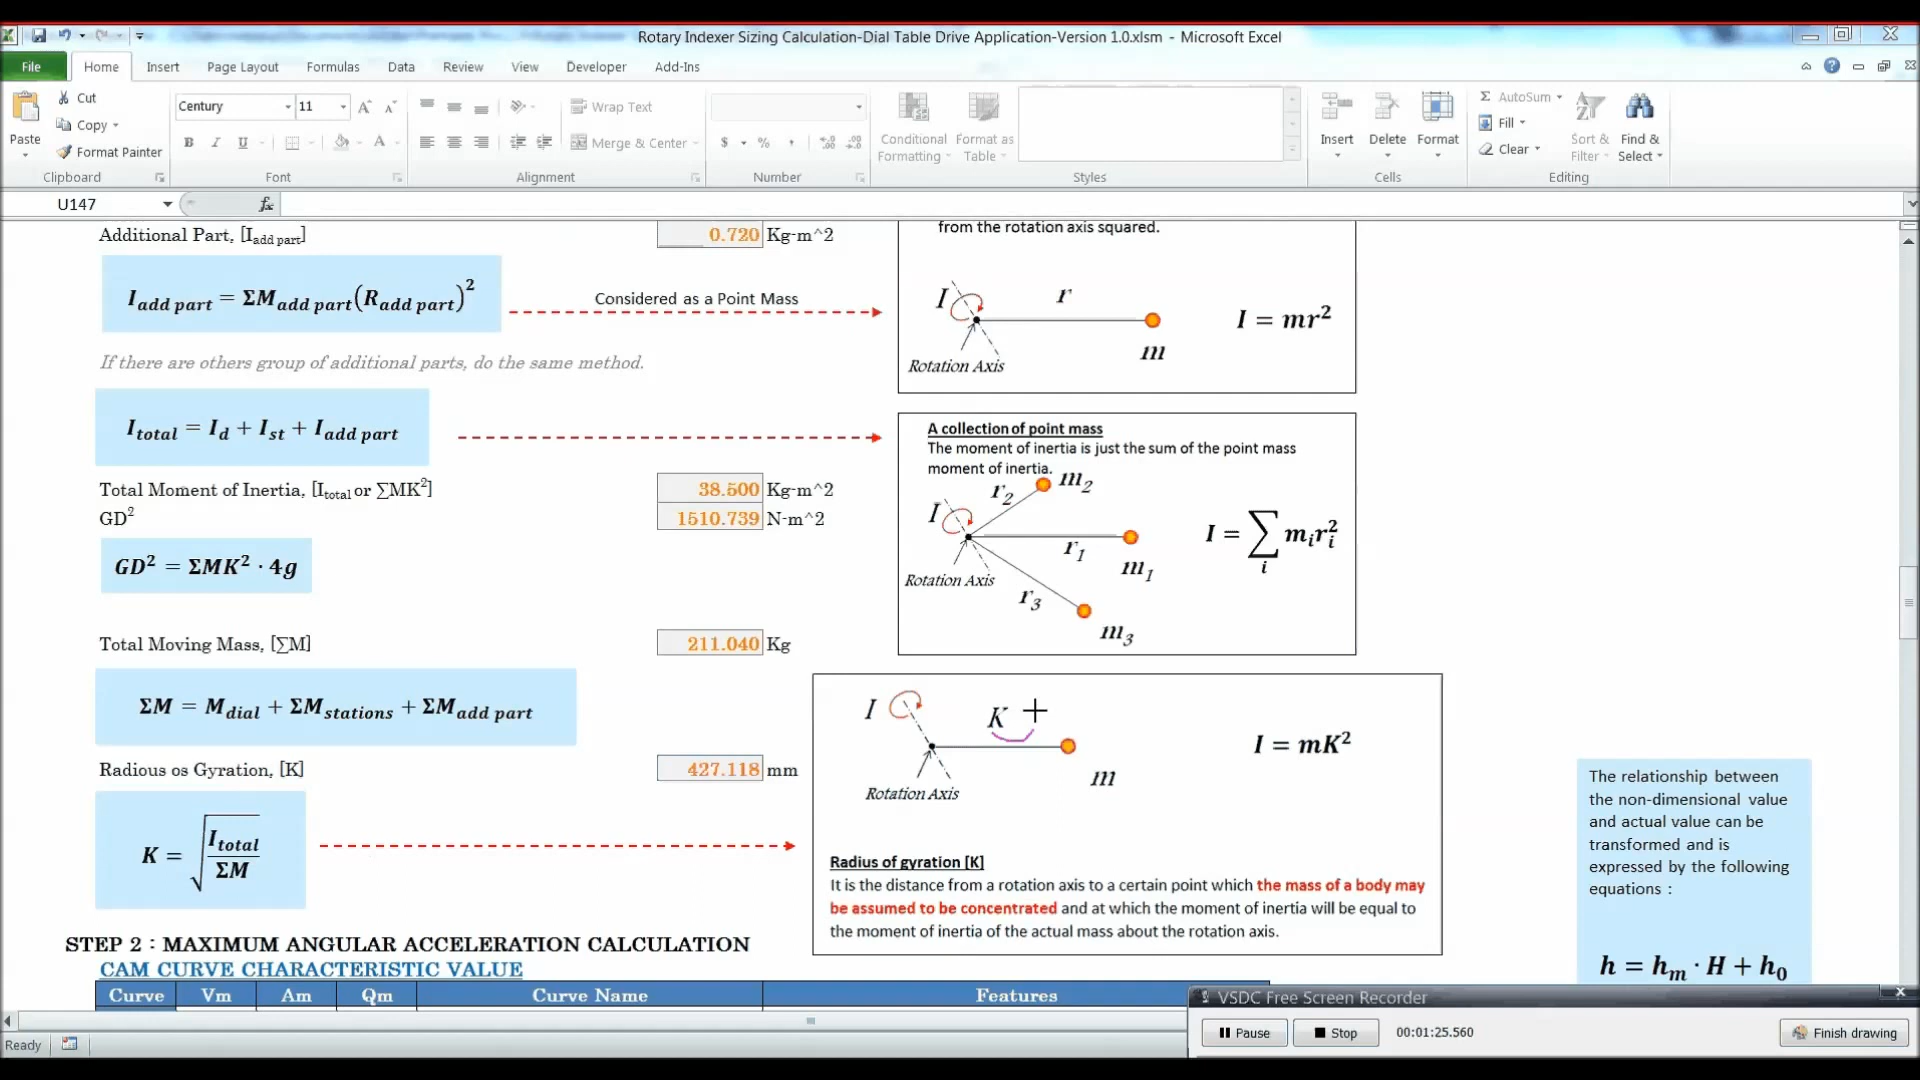 Rotary Indexer Sizing Calculation-Dial Table Drive Application-Version 1.0.xlsm - Microsoft Excel
File Home Insert Page Layout Formulas Data Review View Developer Add-Ins
Cut
Copy
Format Painter
Paste
Clipboard
Century 11
B I U
Font
Wrap Text
Merge & Center
Alignment
$ % ,
Number
Conditional Formatting
Format as Table
Styles
Insert Delete Format
Cells
Σ AutoSum
Fill
Clear
Sort & Filter
Find & Select
Editing
U147 fx
Additional Part, [I add part] 0.720 Kg-m^2
from the rotation axis squared.
I add part = ΣM add part (R add part)²
Considered as a Point Mass
I r
m
Rotation Axis
I = mr²
If there are others group of additional parts, do the same method.
I total = I d + I st + I add part
A collection of point mass
The moment of inertia is just the sum of the point mass
moment of inertia.
Total Moment of Inertia, [I total or ∑MK²] 38.500 Kg-m^2
GD² 1510.739 N-m^2
GD² = ΣMK² · 4g
I r₂ m₂
r₁ m₁
r₃ m₃
Rotation Axis
I = ∑ᵢ mᵢrᵢ²
Total Moving Mass, [∑M] 211.040 Kg
ΣM = M dial + ΣM stations + ΣM add part
I K
m
Rotation Axis
I = mK²
Radious os Gyration, [K] 427.118 mm
K = √(I total / ΣM)
Radius of gyration [K]
It is the distance from a rotation axis to a certain point which the mass of a body may
be assumed to be concentrated and at which the moment of inertia will be equal to
the moment of inertia of the actual mass about the rotation axis.
The relationship between
the non-dimensional value
and actual value can be
transformed and is
expressed by the following
equations :
h = hₘ · H + h₀
STEP 2 : MAXIMUM ANGULAR ACCELERATION CALCULATION
CAM CURVE CHARACTERISTIC VALUE
Curve Vm Am Qm Curve Name Features
VSDC Free Screen Recorder
Pause Stop 00:01:25.560 Finish drawing
Ready